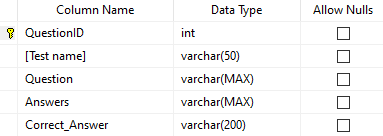 Column Name Data Type Allow Nulls
QuestionID int
[Test name] varchar(50)
Question varchar(MAX)
Answers varchar(MAX)
Correct_Answer varchar(200)